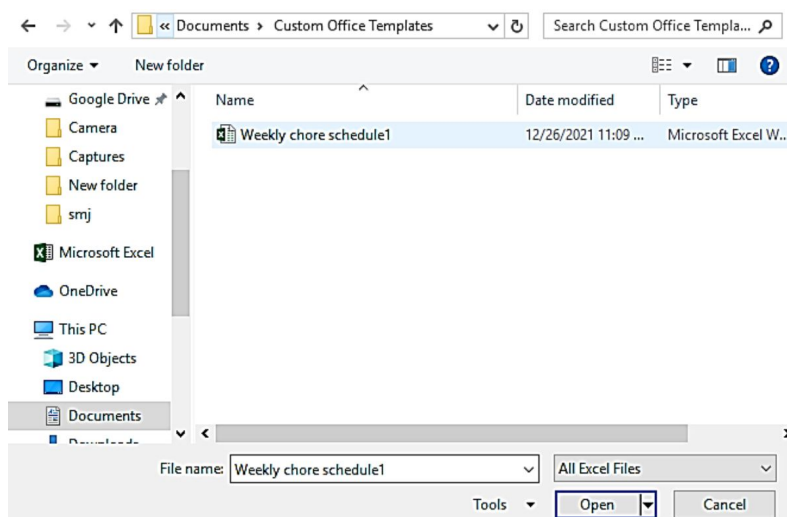 « Documents › Custom Office Templates
Search Custom Office Templa...
Organize
New folder
Google Drive
Camera
Captures
New folder
smj
Microsoft Excel
OneDrive
This PC
3D Objects
Desktop
Documents
Name Date modified Type
Weekly chore schedule1 12/26/2021 11:09 ... Microsoft Excel W...
File name: Weekly chore schedule1
All Excel Files
Tools Open Cancel